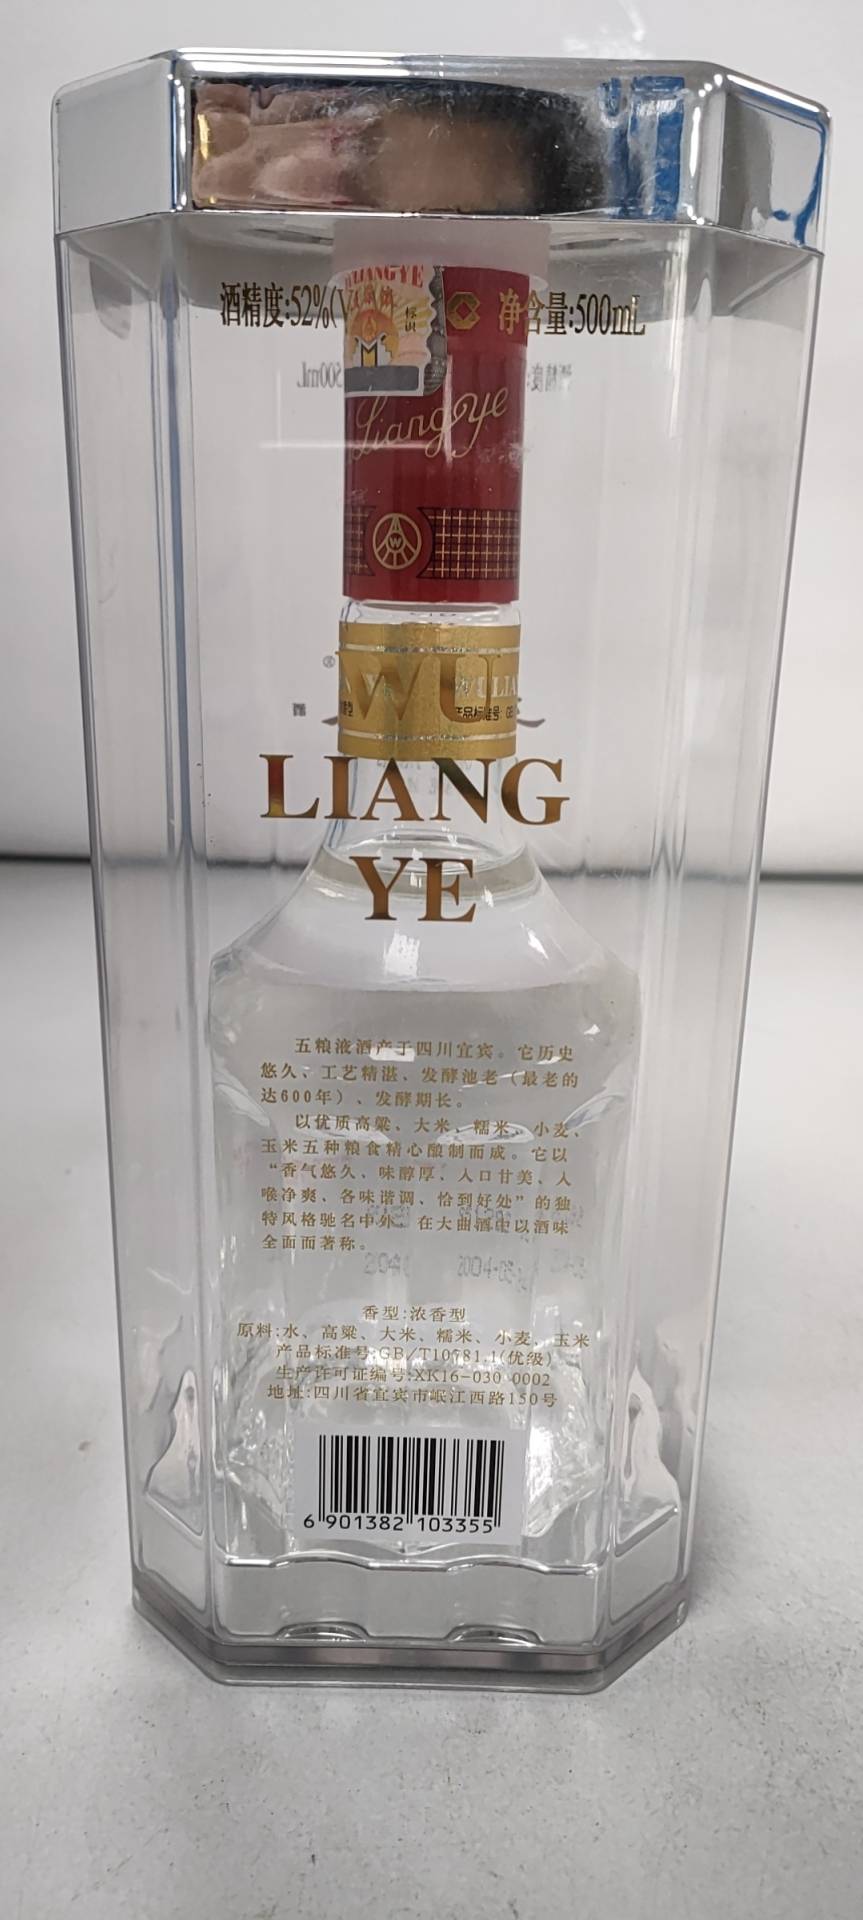 WULIANGYE
酒精度:52%(V
标识
净含量:500mL
Liangye
W
WU
产品标准号:
LIANG
YE
五粮液酒产于四川宜宾。它历史
悠久、工艺精湛、发酵池老（最老的
达600年）、发酵期长。
以优质高粱、大米、糯米、小麦、
玉米五种粮食精心酿制而成。它以
“香气悠久、味醇厚、入口甘美、入
喉净爽、各味谐调、恰到好处”的独
特风格驰名中外，在大曲酒中以酒味
全面而著称。
香型:浓香型
原料:水、高粱、大米、糯米、小麦、玉米
产品标准号:GB/T10781.1(优级)
生产许可证编号:XK16-030 0002
地址:四川省宜宾市岷江西路150号
6 901382 103355